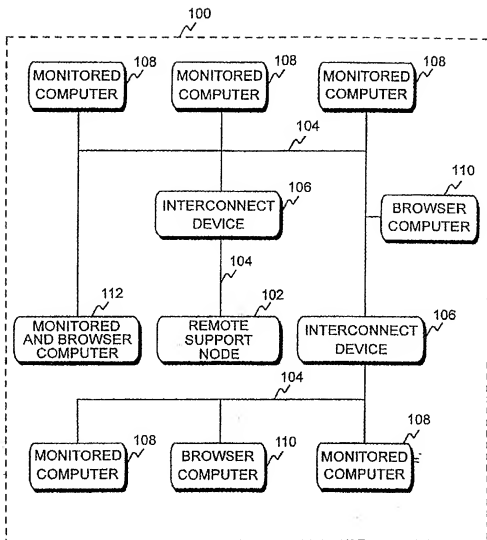 100
MONITORED
COMPUTER
108
MONITORED
COMPUTER
108
MONITORED
COMPUTER
108
104
INTERCONNECT
DEVICE
106
110
BROWSER
COMPUTER
104
112
MONITORED
AND BROWSER
COMPUTER
102
REMOTE
SUPPORT
NODE
INTERCONNECT
DEVICE
106
104
MONITORED
COMPUTER
108
BROWSER
COMPUTER
110
MONITORED
COMPUTER
108